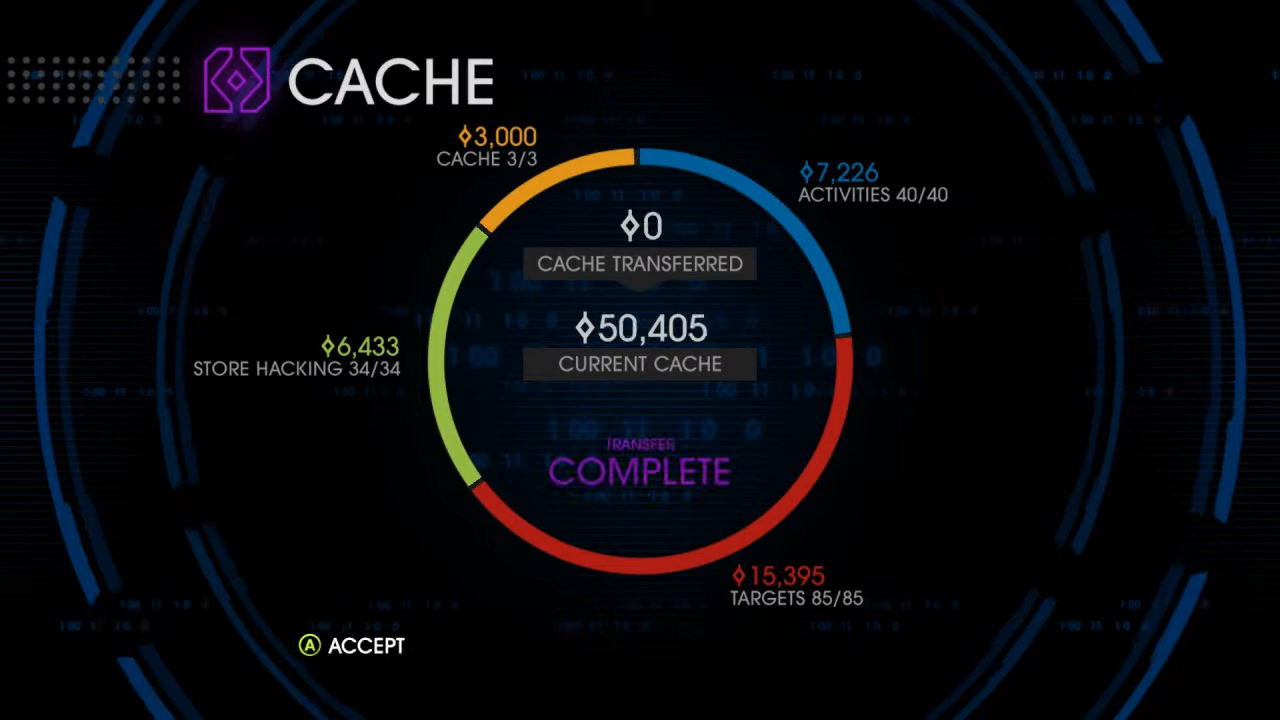 CACHE
3,000
CACHE 3/3
7,226
ACTIVITIES 40/40
0
CACHE TRANSFERRED
50,405
CURRENT CACHE
6,433
STORE HACKING 34/34
TRANSFER
COMPLETE
15,395
TARGETS 85/85
A ACCEPT